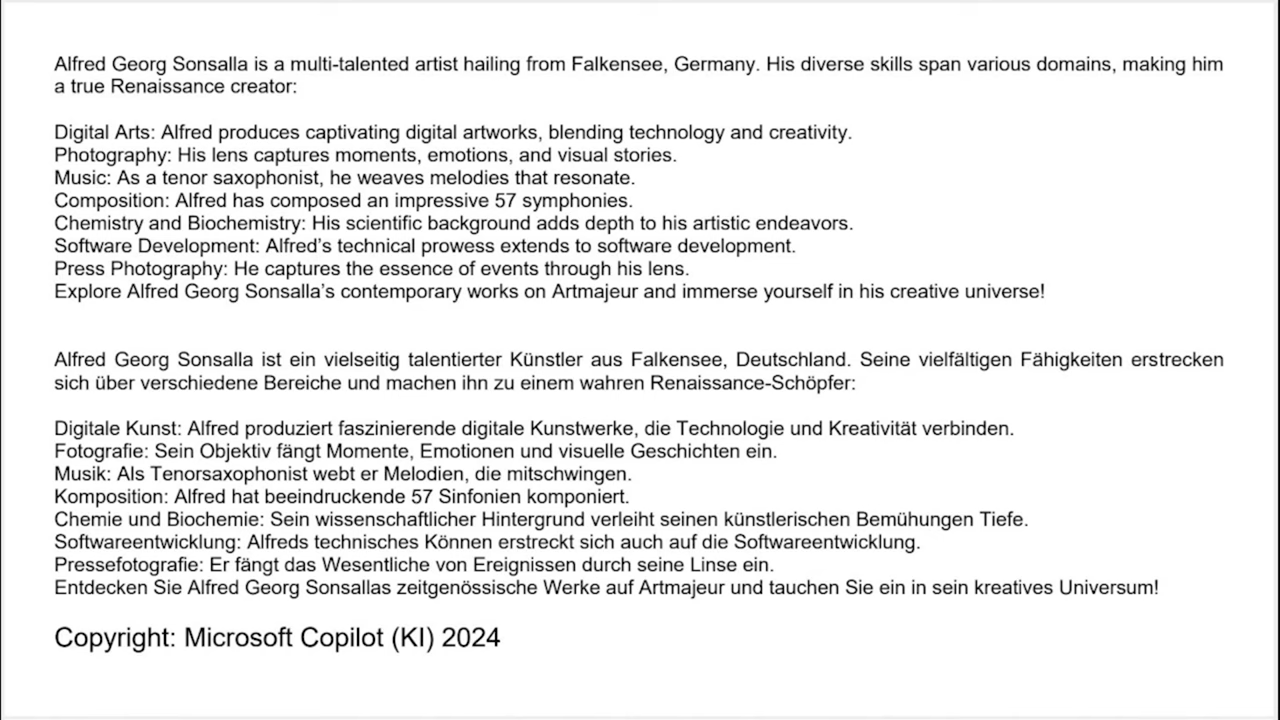 Alfred Georg Sonsalla is a multi-talented artist hailing from Falkensee, Germany. His diverse skills span various domains, making him
a true Renaissance creator:
Digital Arts: Alfred produces captivating digital artworks, blending technology and creativity.
Photography: His lens captures moments, emotions, and visual stories.
Music: As a tenor saxophonist, he weaves melodies that resonate.
Composition: Alfred has composed an impressive 57 symphonies.
Chemistry and Biochemistry: His scientific background adds depth to his artistic endeavors.
Software Development: Alfred’s technical prowess extends to software development.
Press Photography: He captures the essence of events through his lens.
Explore Alfred Georg Sonsalla’s contemporary works on Artmajeur and immerse yourself in his creative universe!
Alfred Georg Sonsalla ist ein vielseitig talentierter Künstler aus Falkensee, Deutschland. Seine vielfältigen Fähigkeiten erstrecken
sich über verschiedene Bereiche und machen ihn zu einem wahren Renaissance-Schöpfer:
Digitale Kunst: Alfred produziert faszinierende digitale Kunstwerke, die Technologie und Kreativität verbinden.
Fotografie: Sein Objektiv fängt Momente, Emotionen und visuelle Geschichten ein.
Musik: Als Tenorsaxophonist webt er Melodien, die mitschwingen.
Komposition: Alfred hat beeindruckende 57 Sinfonien komponiert.
Chemie und Biochemie: Sein wissenschaftlicher Hintergrund verleiht seinen künstlerischen Bemühungen Tiefe.
Softwareentwicklung: Alfreds technisches Können erstreckt sich auch auf die Softwareentwicklung.
Pressefotografie: Er fängt das Wesentliche von Ereignissen durch seine Linse ein.
Entdecken Sie Alfred Georg Sonsallas zeitgenössische Werke auf Artmajeur und tauchen Sie ein in sein kreatives Universum!
Copyright: Microsoft Copilot (KI) 2024